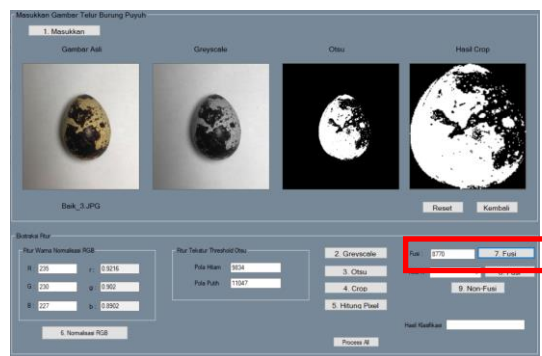 Masukkan Gambar Telur Burung Puyuh
1. Masukkan
Gambar Asli
Greyscale
Otsu
Hasil Crop
Baik_3.JPG
Reset
Kembali
Ekstraksi Fitur
Fitur Warna Normalisasi RGB
R: 235 r: 0.9216
G: 230 g: 0.902
B: 227 b: 0.8902
6. Normalisasi RGB
Fitur Tekstur Threshold Otsu
Pola Hitam 9834
Pola Putih 11047
2. Greyscale
3. Otsu
4. Crop
5. Hitung Pixel
Process All
Fusi: 8770
7. Fusi
9. Non-Fusi
Hasil Klasifikasi: